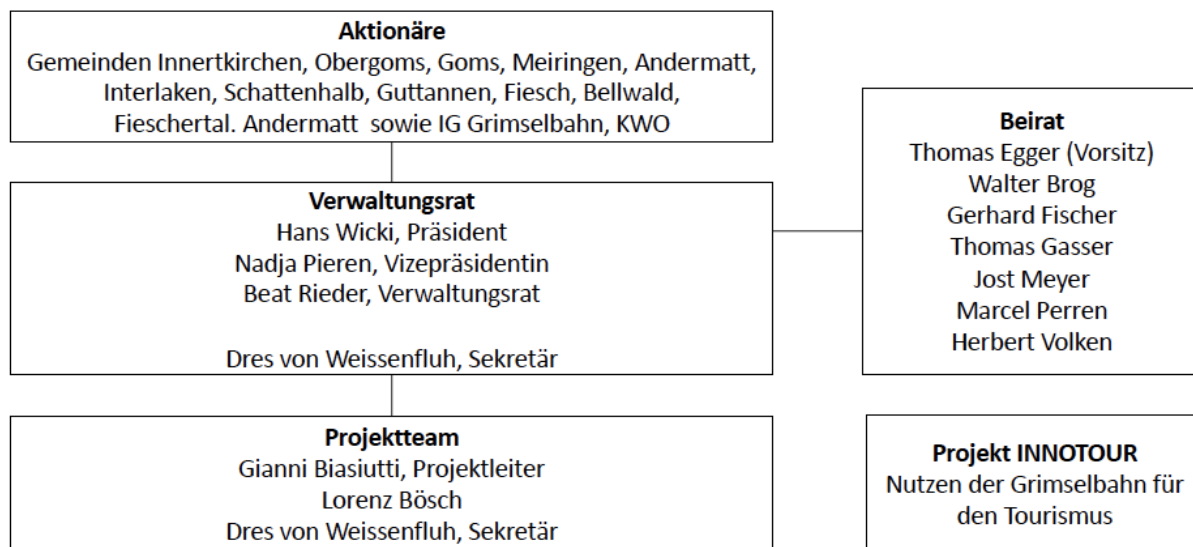 Aktionäre
Gemeinden Innertkirchen, Obergoms, Goms, Meiringen, Andermatt,
Interlaken, Schattenhalb, Guttannen, Fiesch, Bellwald,
Fieschertal. Andermatt sowie IG Grimselbahn, KWO
Verwaltungsrat
Hans Wicki, Präsident
Nadja Pieren, Vizepräsidentin
Beat Rieder, Verwaltungsrat
Dres von Weissenfluh, Sekretär
Beirat
Thomas Egger (Vorsitz)
Walter Brog
Gerhard Fischer
Thomas Gasser
Jost Meyer
Marcel Perren
Herbert Volken
Projektteam
Gianni Biasiutti, Projektleiter
Lorenz Bösch
Dres von Weissenfluh, Sekretär
Projekt INNOTOUR
Nutzen der Grimselbahn für
den Tourismus